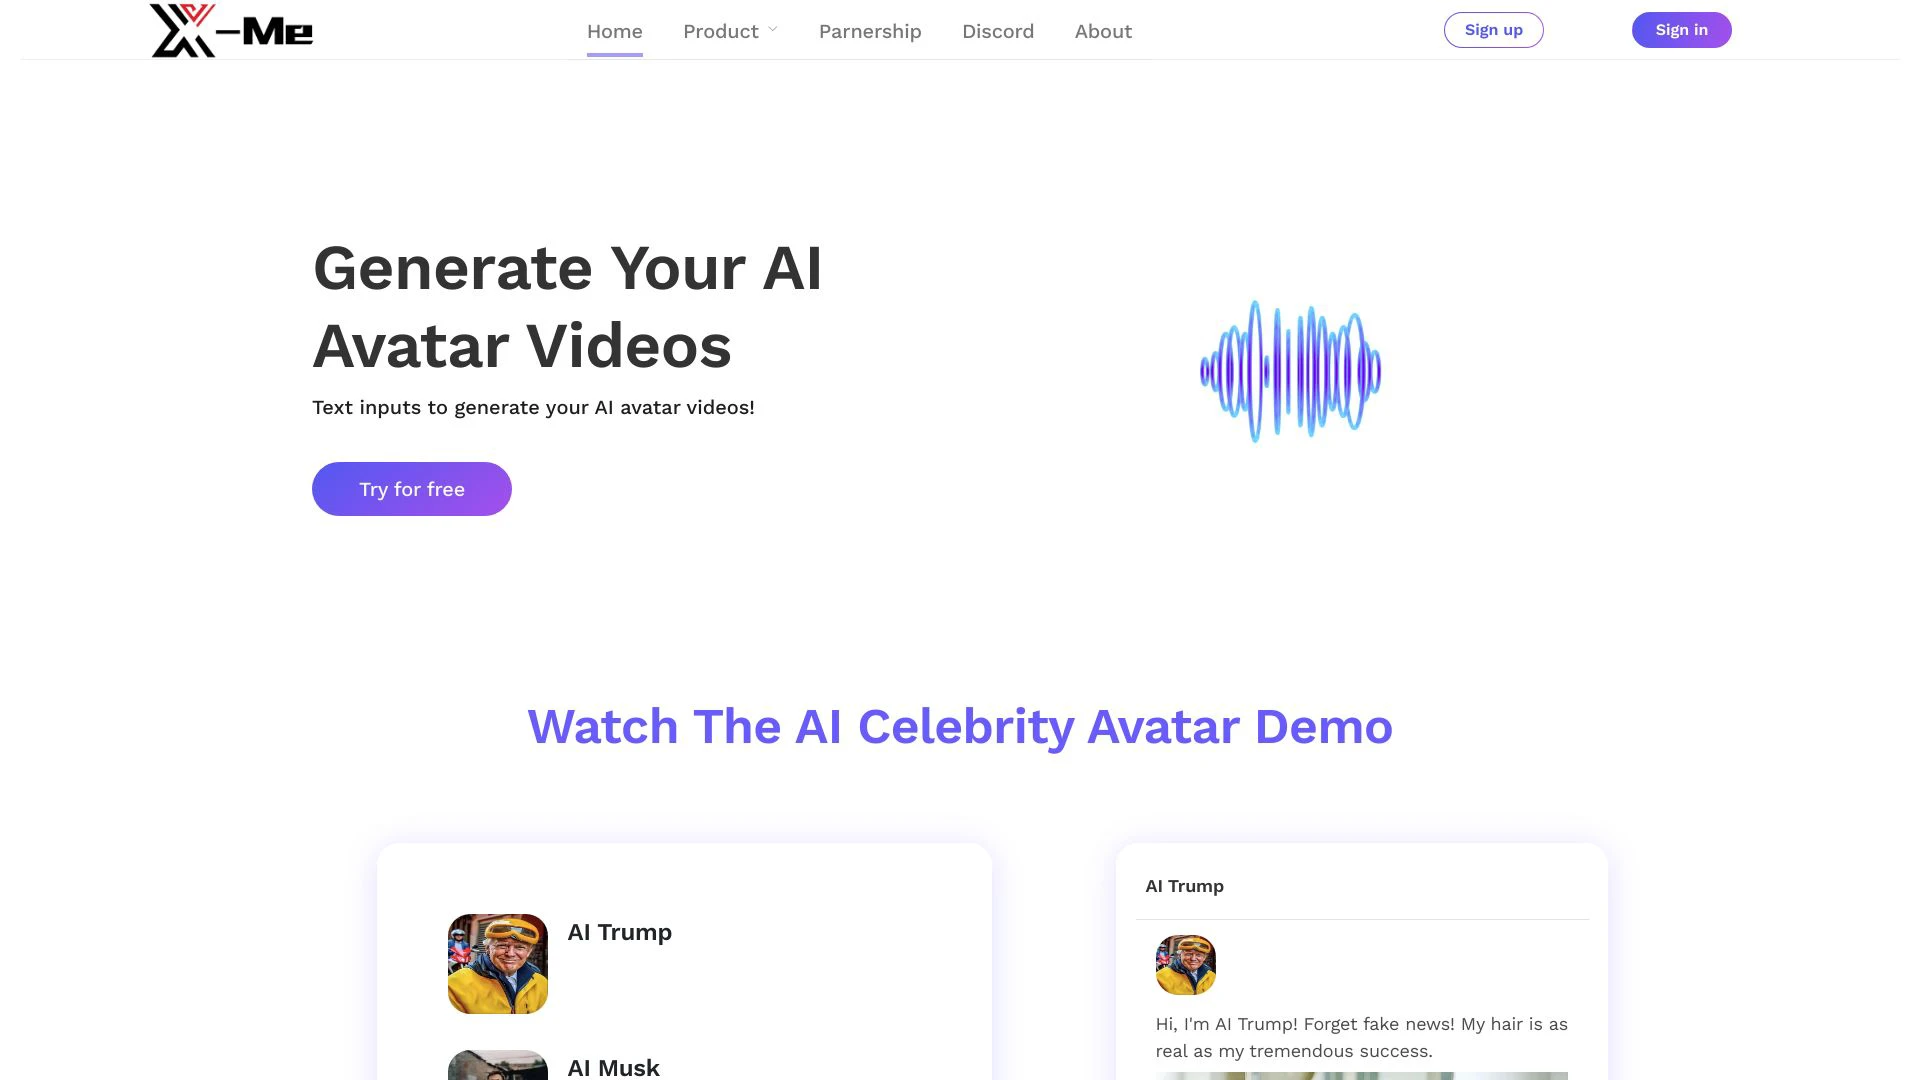 X-Me
Home
Product
Parnership
Discord
About
Sign up
Sign in
Generate Your AI
Avatar Videos
Text inputs to generate your AI avatar videos!
Try for free
Watch The AI Celebrity Avatar Demo
AI Trump
AI Musk
AI Trump
Hi, I'm AI Trump! Forget fake news! My hair is as
real as my tremendous success.